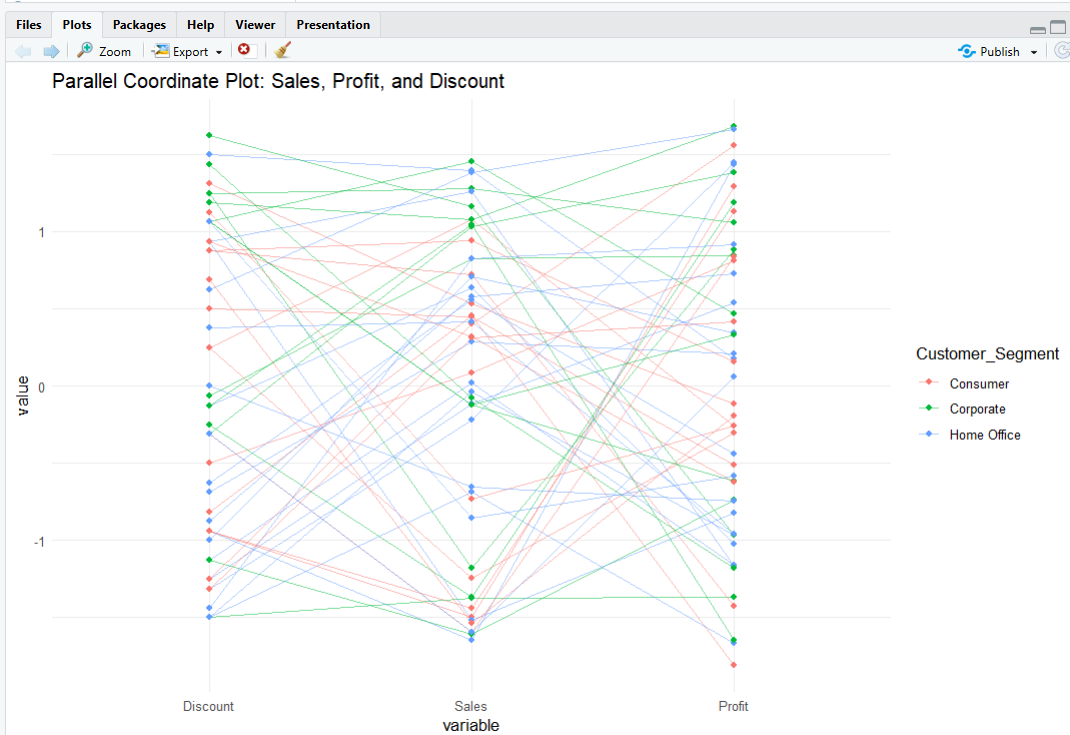 Files Plots Packages Help Viewer Presentation
Zoom Export Publish
Parallel Coordinate Plot: Sales, Profit, and Discount
1
0
-1
value
Discount Sales Profit
variable
Customer_Segment
Consumer
Corporate
Home Office